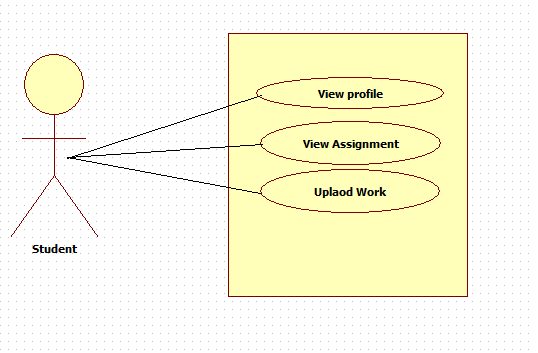 View profile
View Assignment
Uplaod Work
Student